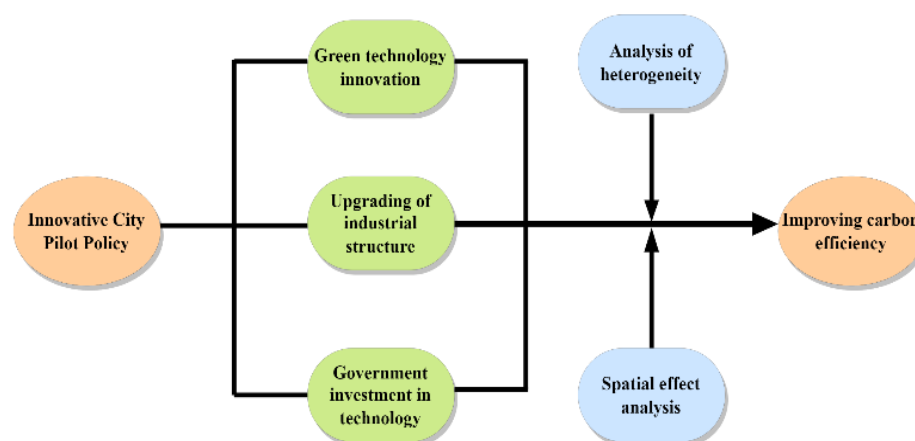 Green technology
innovation
Analysis of
heterogeneity
Innovative City
Pilot Policy
Upgrading of
industrial
structure
Improving carbon
efficiency
Government
investment in
technology
Spatial effect
analysis